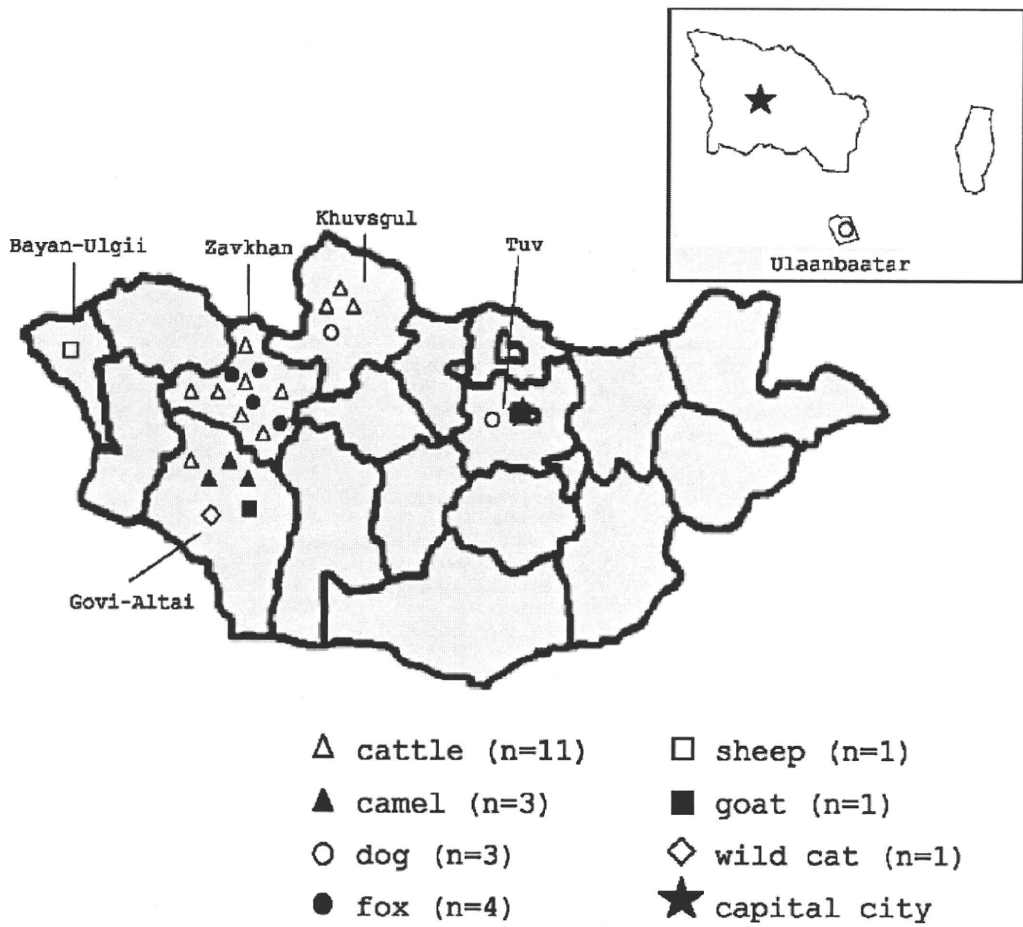 Khuvsgul
Bayan-Ulgii
Zavkhan
Tuv
Ulaanbaatar
Govi-Altai
cattle (n=11)
sheep (n=1)
camel (n=3)
goat (n=1)
dog (n=3)
wild cat (n=1)
fox (n=4)
capital city